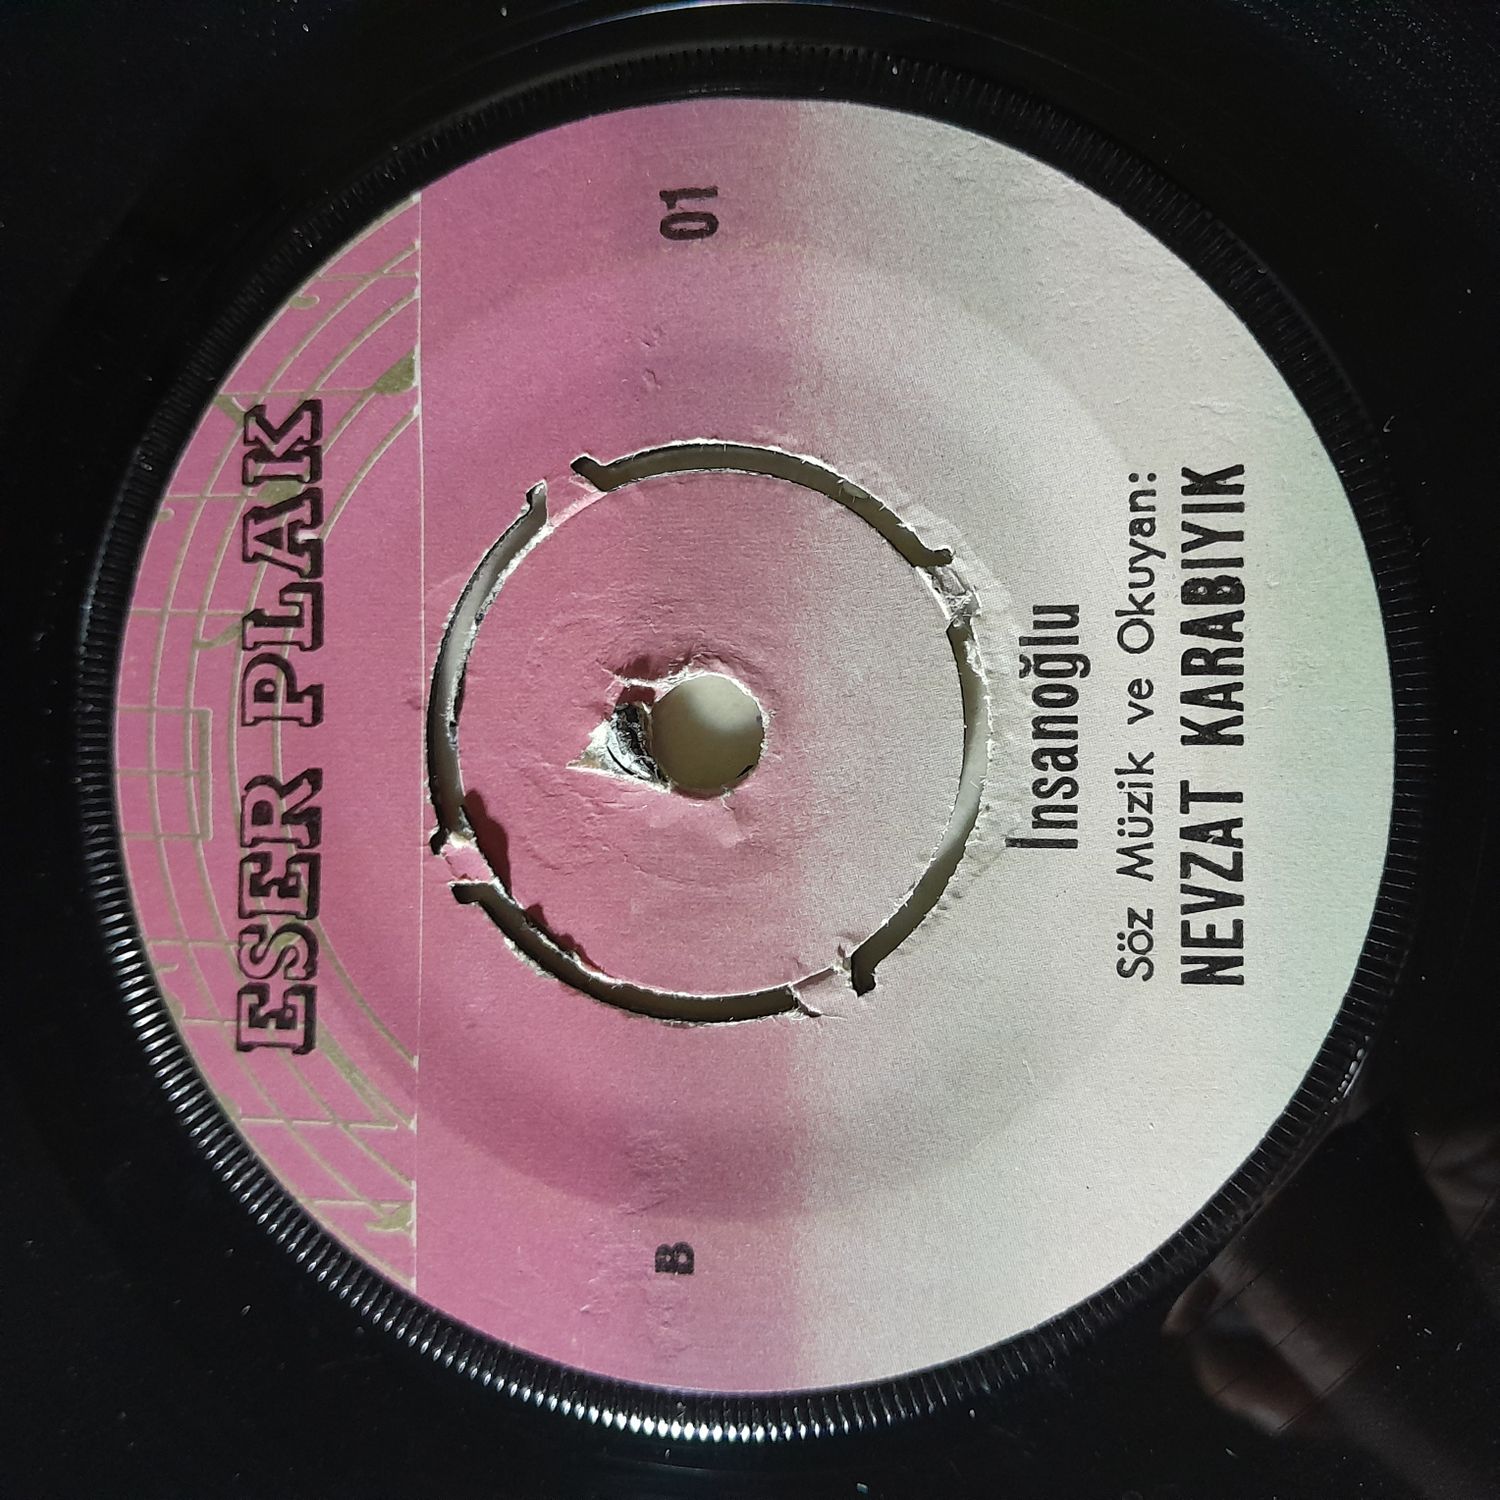 ESER PLAK
B
01
İnsanoğlu
Söz Müzik ve Okuyan:
NEVZAT KARABIYIK